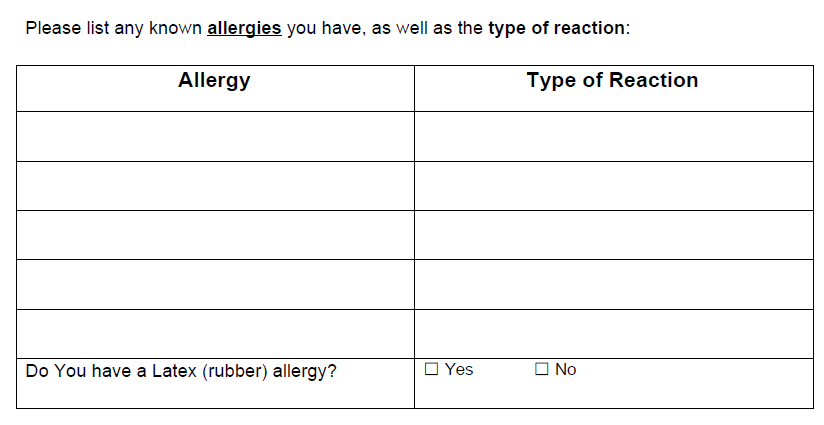 Please list any known allergies you have, as well as the type of reaction:
Allergy Type of Reaction
Do You have a Latex (rubber) allergy? ☐ Yes ☐ No